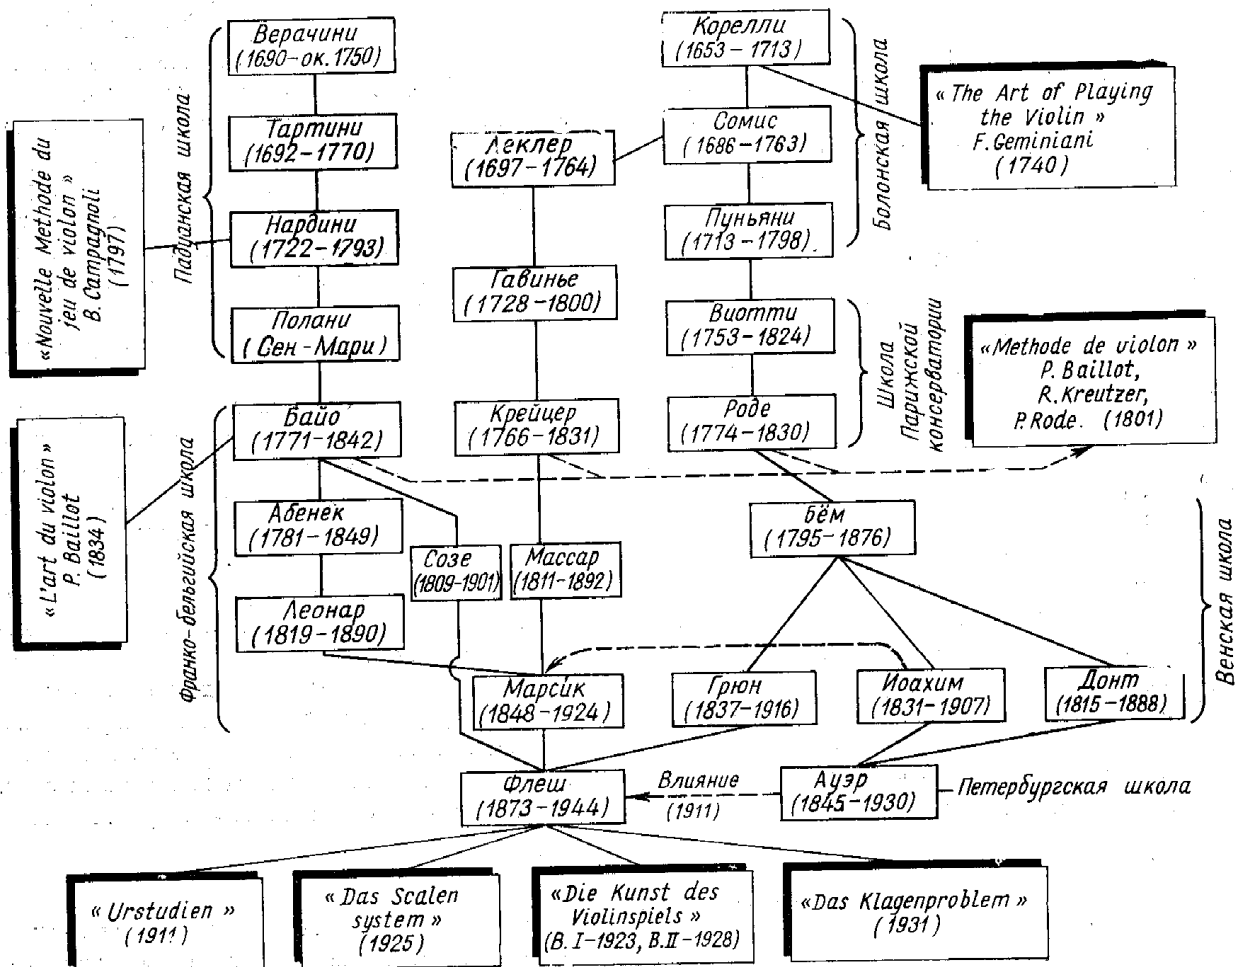 Верачини
(1690-ок.1750)
Корелли
(1653-1713)
Падуанская школа
Болонская школа
«The Art of Playing
the Violin»
F. Geminiani
(1740)
Тартини
(1692-1770)
Леклер
(1697-1764)
Сомис
(1686-1763)
«Nouvelle Methode du
jeu de violon»
B. Campagnoli
(1797)
Нардини
(1722-1793)
Пуньяни
(1713-1798)
Гавинье
(1728-1800)
Полани
(Сен-Мари)
Виотти
(1753-1824)
Школа
Парижской
консерватории
«Methode de violon»
P. Baillot,
R. Kreutzer,
P. Rode. (1801)
Байо
(1771-1842)
Крейцер
(1766-1831)
Роде
(1774-1830)
«L'art du violon»
P. Baillot
(1834)
Франко-бельгийская школа
Абенек
(1781-1849)
Созе
(1809-1901)
Массар
(1811-1892)
Бём
(1795-1876)
Венская школа
Леонар
(1819-1890)
Марсик
(1848-1924)
Грюн
(1837-1916)
Иоахим
(1831-1907)
Донт
(1815-1888)
Флеш
(1873-1944)
Влияние
(1911)
Ауэр
(1845-1930)
Петербургская школа
«Urstudien»
(1911)
«Das Scalen
system»
(1925)
«Die Kunst des
Violinspiels»
(B. I-1923, B. II-1928)
«Das Klagenproblem»
(1931)